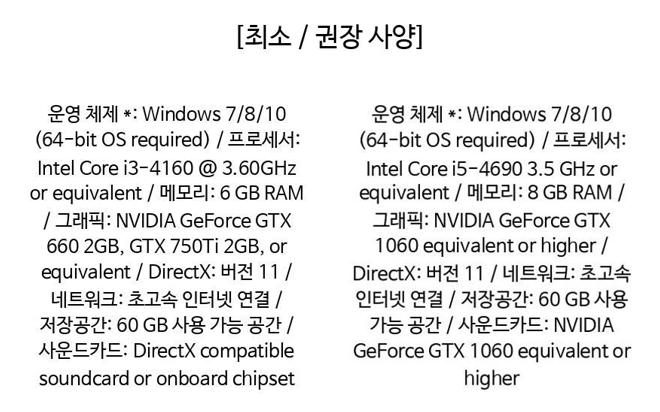 [최소 / 권장 사양]
운영 체제 *: Windows 7/8/10
(64-bit OS required) / 프로세서:
Intel Core i3-4160 @ 3.60GHz
or equivalent / 메모리: 6 GB RAM
/ 그래픽: NVIDIA GeForce GTX
660 2GB, GTX 750Ti 2GB, or
equivalent / DirectX: 버전 11 /
네트워크: 초고속 인터넷 연결 /
저장공간: 60 GB 사용 가능 공간 /
사운드카드: DirectX compatible
soundcard or onboard chipset
운영 체제 *: Windows 7/8/10
(64-bit OS required) / 프로세서:
Intel Core i5-4690 3.5 GHz or
equivalent / 메모리: 8 GB RAM /
그래픽: NVIDIA GeForce GTX
1060 equivalent or higher /
DirectX: 버전 11 / 네트워크: 초고속
인터넷 연결 / 저장공간: 60 GB 사용
가능 공간 / 사운드카드: NVIDIA
GeForce GTX 1060 equivalent or
higher